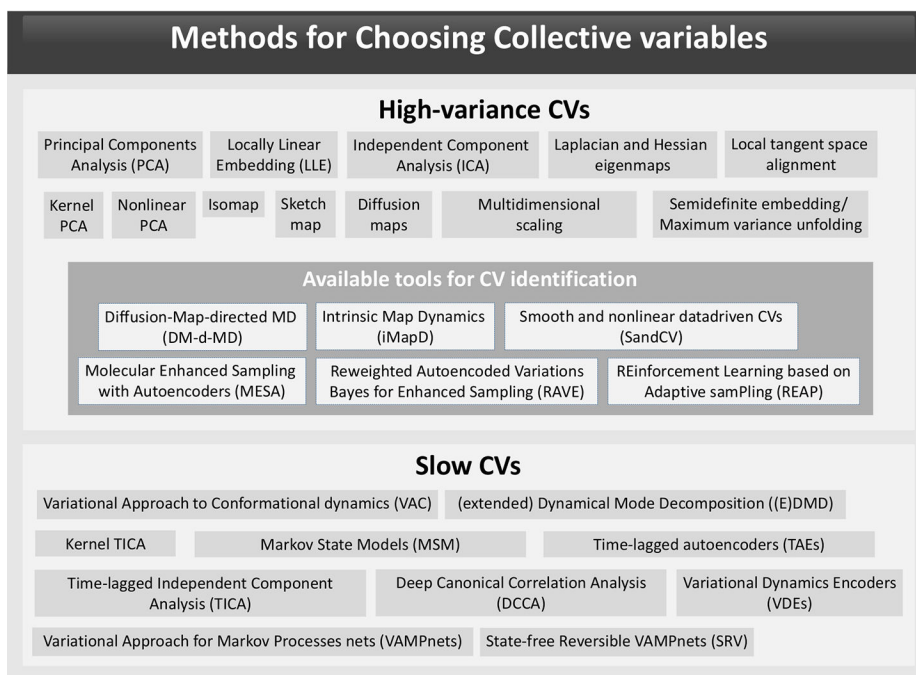 Methods for Choosing Collective variables
High-variance CVs
Principal Components
Analysis (PCA)
Locally Linear
Embedding (LLE)
Independent Component
Analysis (ICA)
Laplacian and Hessian
eigenmaps
Local tangent space
alignment
Kernel
PCA
Nonlinear
PCA
Isomap
Sketch
map
Diffusion
maps
Multidimensional
scaling
Semidefinite embedding/
Maximum variance unfolding
Available tools for CV identification
Diffusion-Map-directed MD
(DM-d-MD)
Intrinsic Map Dynamics
(iMapD)
Smooth and nonlinear datadriven CVs
(SandCV)
Molecular Enhanced Sampling
with Autoencoders (MESA)
Reweighted Autoencoded Variations
Bayes for Enhanced Sampling (RAVE)
REinforcement Learning based on
Adaptive samPling (REAP)
Slow CVs
Variational Approach to Conformational dynamics (VAC)
(extended) Dynamical Mode Decomposition ((E)DMD)
Kernel TICA
Markov State Models (MSM)
Time-lagged autoencoders (TAEs)
Time-lagged Independent Component
Analysis (TICA)
Deep Canonical Correlation Analysis
(DCCA)
Variational Dynamics Encoders
(VDEs)
Variational Approach for Markov Processes nets (VAMPnets)
State-free Reversible VAMPnets (SRV)